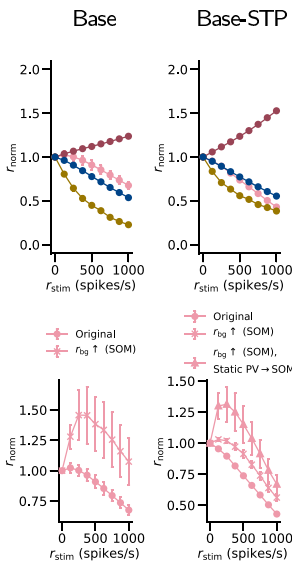 Base
Base-STP
r_norm
2.0
1.5
1.0
0.5
0.0
0
500
1000
r_stim (spikes/s)
2.0
1.5
1.0
0.5
0.0
0
500
1000
r_stim (spikes/s)
Original
r_bg ↑ (SOM)
Original
r_bg ↑ (SOM)
r_bg ↑ (SOM),
Static PV→SOM
r_norm
1.50
1.25
1.00
0.75
0
500
1000
r_stim (spikes/s)
r_norm
1.50
1.25
1.00
0.75
0.50
0
500
1000
r_stim (spikes/s)